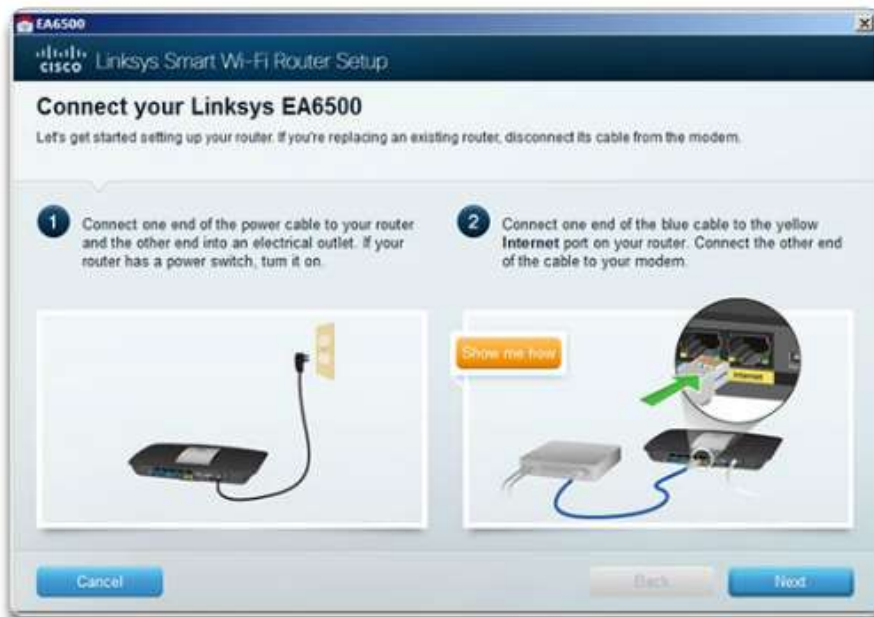 EA6500
CISCO Linksys Smart Wi-Fi Router Setup
Connect your Linksys EA6500
Let's get started setting up your router. If you're replacing an existing router, disconnect its cable from the modem.
1
Connect one end of the power cable to your router
and the other end into an electrical outlet. If your
router has a power switch, turn it on.
2
Connect one end of the blue cable to the yellow
Internet port on your router. Connect the other end
of the cable to your modem.
Show me how
Internet
Cancel
Back
Next